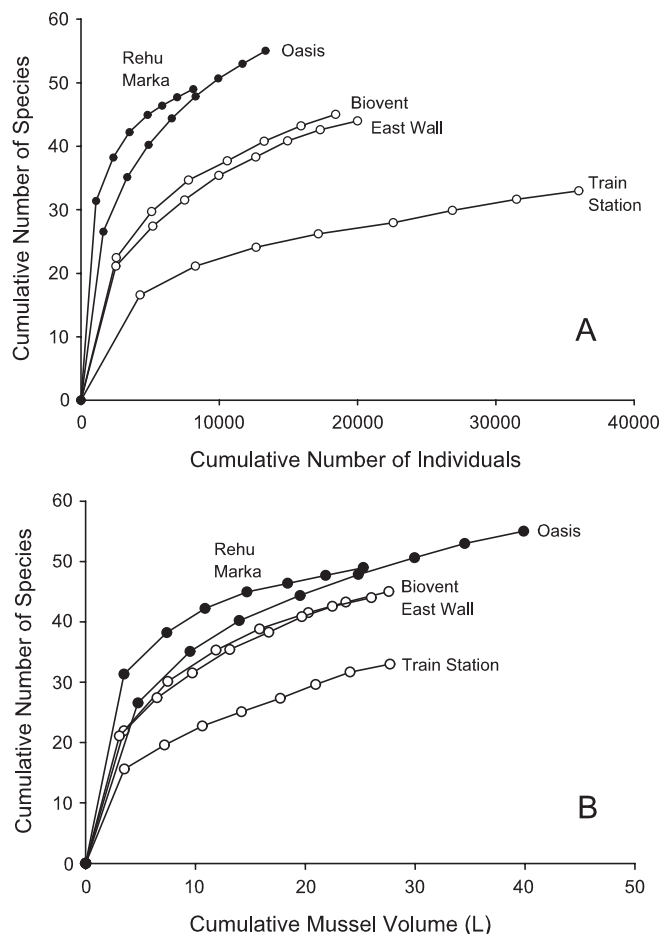 60
50
40
30
20
10
0
Cumulative Number of Species
Rehu
Marka
Oasis
Biovent
East Wall
Train
Station
A
0 10000 20000 30000 40000
Cumulative Number of Individuals
60
50
40
30
20
10
0
Cumulative Number of Species
Rehu
Marka
Oasis
Biovent
East Wall
Train Station
B
0 10 20 30 40 50
Cumulative Mussel Volume (L)